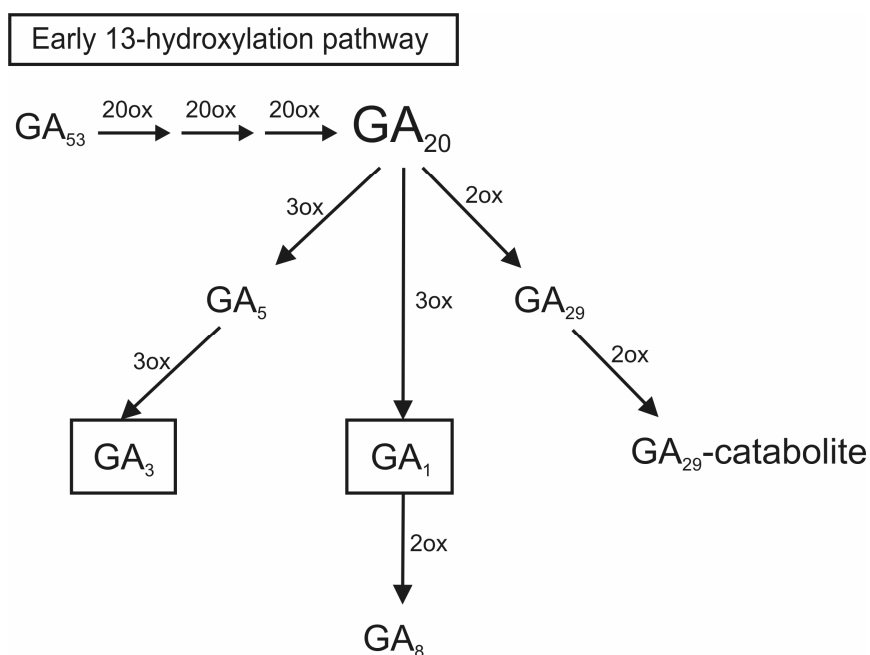 Early 13-hydroxylation pathway
20ox 20ox 20ox
GA53 GA20
3ox 2ox
GA5 3ox GA29
3ox 2ox
GA3 GA1 GA29-catabolite
2ox
GA8